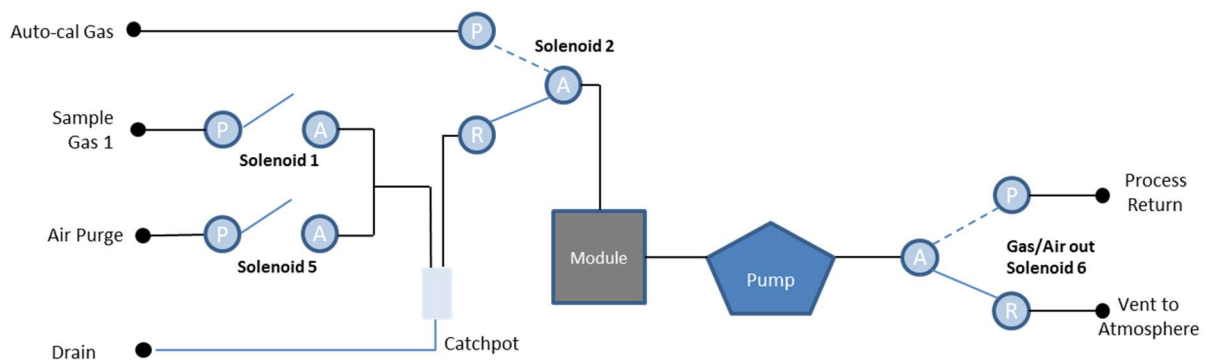 Auto-cal Gas
P
Solenoid 2
A
Sample
Gas 1
P
A
R
Solenoid 1
Air Purge
P
A
Solenoid 5
Drain
Catchpot
Module
Pump
A
P
Process
Return
Gas/Air out
Solenoid 6
R
Vent to
Atmosphere